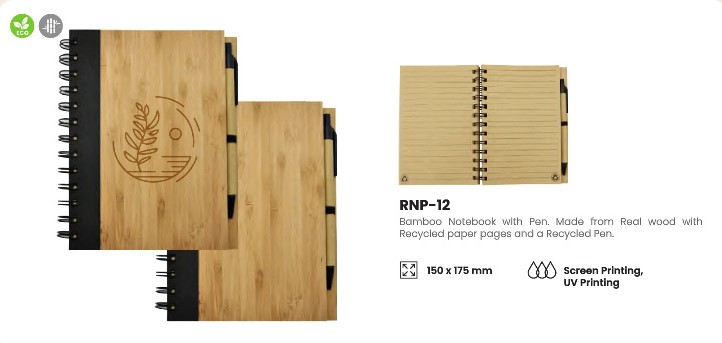 ECO
RNP-12
Bamboo Notebook with Pen. Made from Real wood with
Recycled paper pages and a Recycled Pen.
150 x 175 mm
Screen Printing,
UV Printing